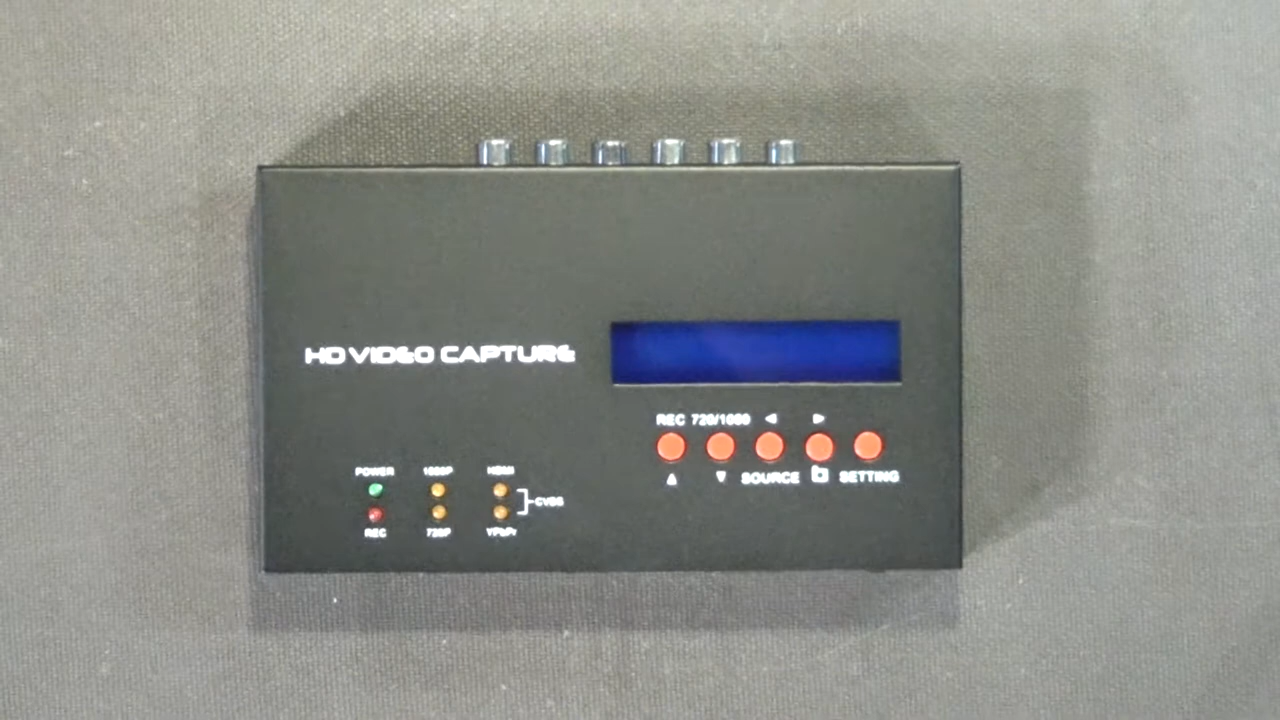 HD VIDEO CAPTURE
REC 720/1080
SOURCE SETTING
POWER 1080P HDMI
CVBS
REC 720P YPbPr